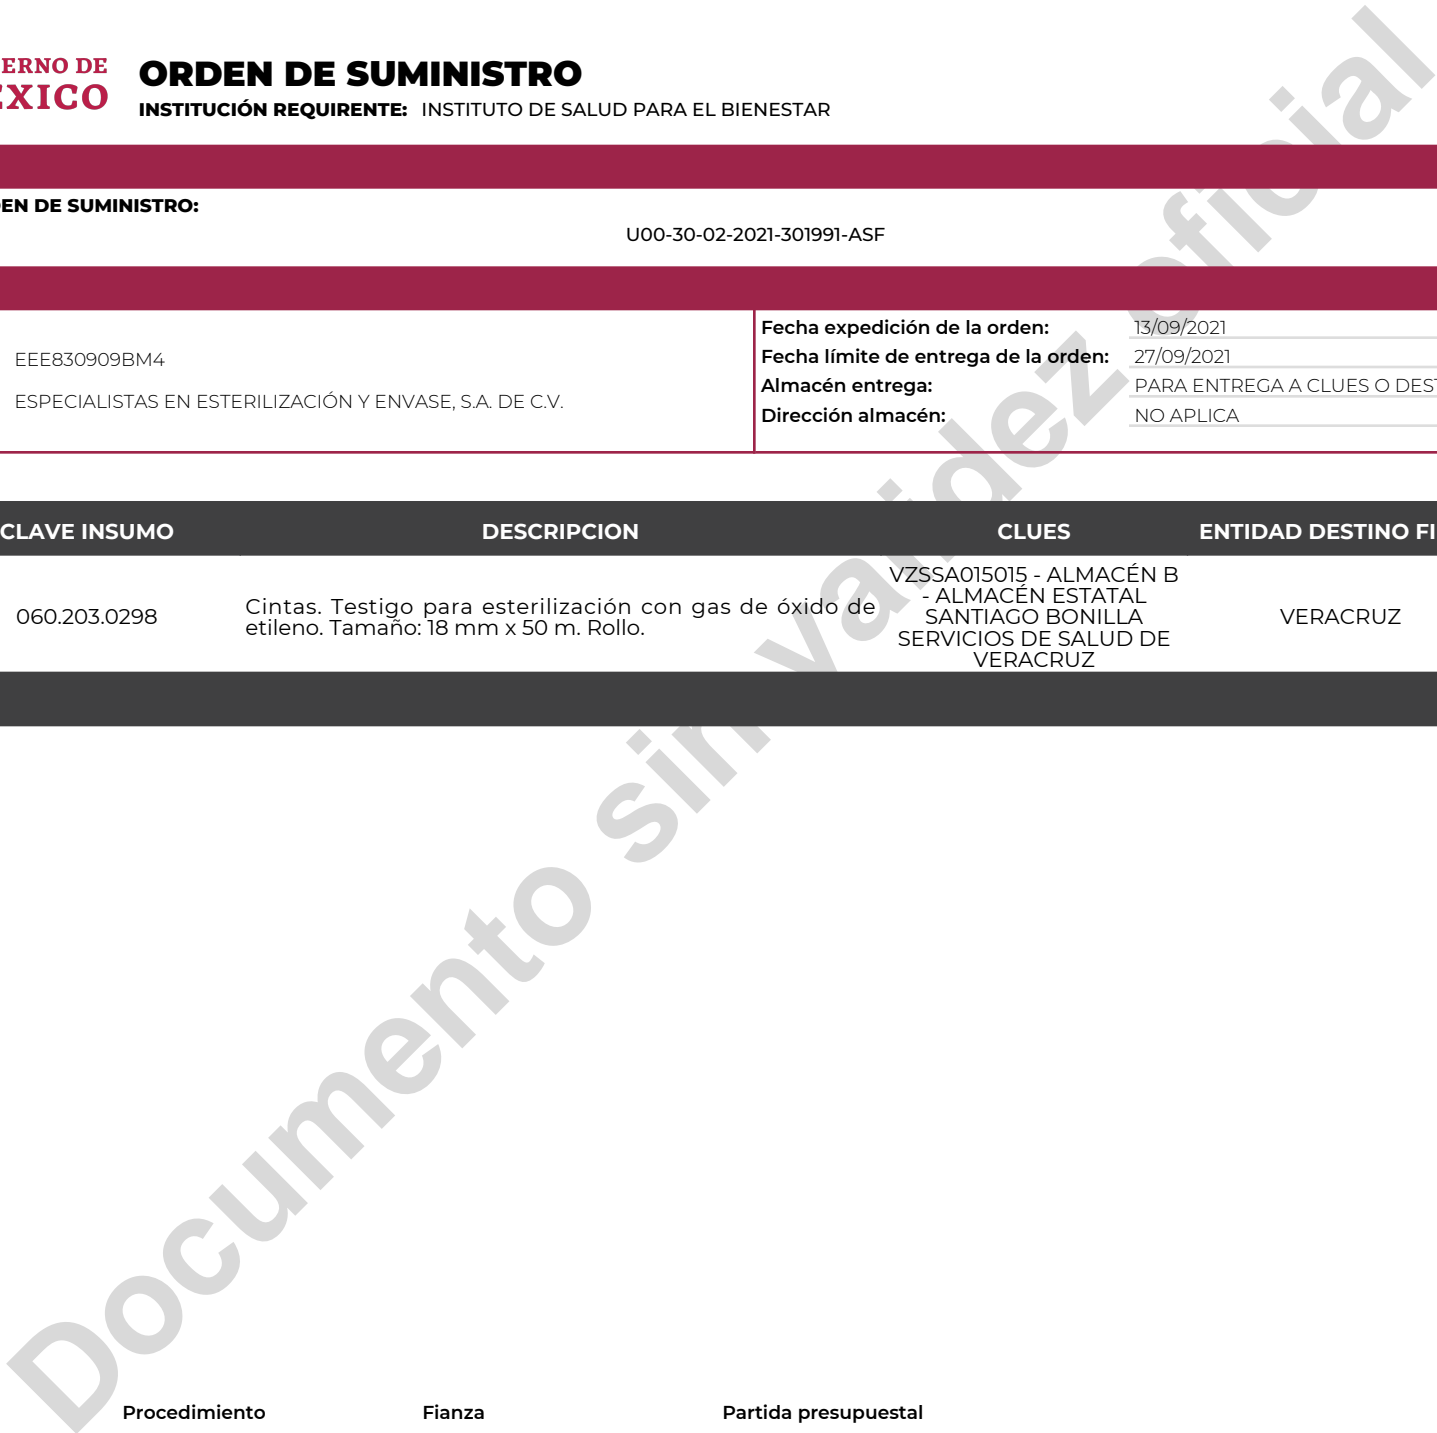 ERNO DE
ÉXICO
ORDEN DE SUMINISTRO
INSTITUCIÓN REQUIRENTE: INSTITUTO DE SALUD PARA EL BIENESTAR
EN DE SUMINISTRO:
U00-30-02-2021-301991-ASF
EEE830909BM4
ESPECIALISTAS EN ESTERILIZACIÓN Y ENVASE, S.A. DE C.V.
Fecha expedición de la orden: 13/09/2021
Fecha límite de entrega de la orden: 27/09/2021
Almacén entrega: PARA ENTREGA A CLUES O DEST
Dirección almacén: NO APLICA
CLAVE INSUMO DESCRIPCION CLUES ENTIDAD DESTINO FI
060.203.0298
Cintas. Testigo para esterilización con gas de óxido de
etileno. Tamaño: 18 mm x 50 m. Rollo.
VZSSA015015 - ALMACÉN B
- ALMACÉN ESTATAL
SANTIAGO BONILLA
SERVICIOS DE SALUD DE
VERACRUZ
VERACRUZ
Documento sin validez oficial
Procedimiento Fianza Partida presupuestal